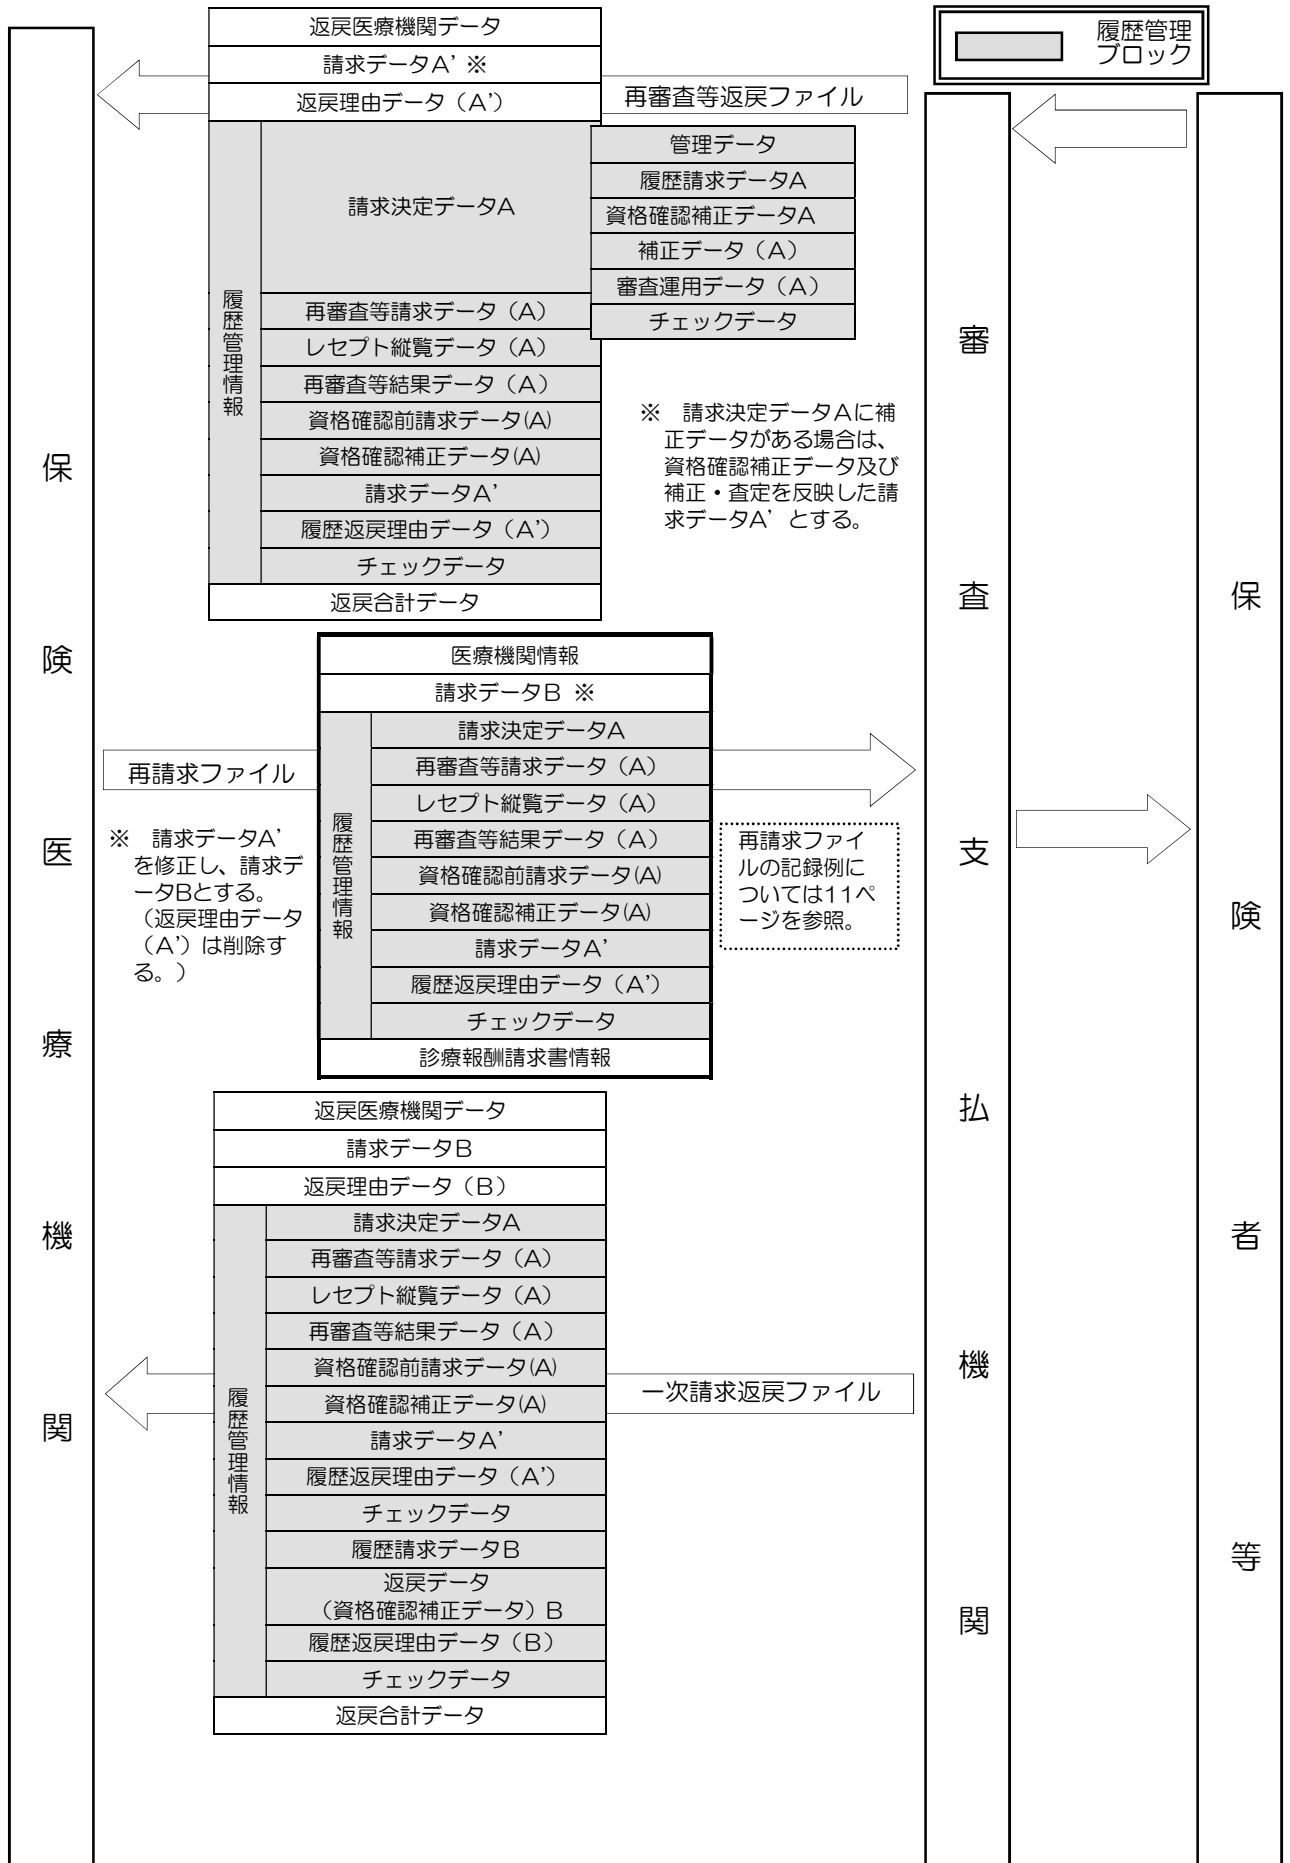 返戻医療機関データ
請求データA’ ※
返戻理由データ（A’）
再審査等返戻ファイル
履歴管理
ブロック
請求決定データA
管理データ
履歴請求データA
資格確認補正データA
補正データ（A）
審査運用データ（A）
チェックデータ
履歴管理情報
再審査等請求データ（A）
レセプト縦覧データ（A）
再審査等結果データ（A）
資格確認前請求データ(A)
資格確認補正データ(A)
請求データA’
履歴返戻理由データ（A’）
チェックデータ
返戻合計データ
※　請求決定データAに補
正データがある場合は、
資格確認補正データ及び
補正・査定を反映した請
求データA’とする。
保険医療機関
審査支払機関
保険者等
医療機関情報
請求データB ※
履歴管理情報
請求決定データA
再審査等請求データ（A）
レセプト縦覧データ（A）
再審査等結果データ（A）
資格確認前請求データ(A)
資格確認補正データ(A)
請求データA’
履歴返戻理由データ（A’）
チェックデータ
診療報酬請求書情報
再請求ファイル
※　請求データA’
を修正し、請求デ
ータBとする。
（返戻理由データ
（A’）は削除す
る。）
再請求ファイ
ルの記録例に
ついては11ペ
ージを参照。
返戻医療機関データ
請求データB
返戻理由データ（B）
履歴管理情報
請求決定データA
再審査等請求データ（A）
レセプト縦覧データ（A）
再審査等結果データ（A）
資格確認前請求データ(A)
資格確認補正データ(A)
請求データA’
履歴返戻理由データ（A’）
チェックデータ
履歴請求データB
返戻データ
（資格確認補正データ）B
履歴返戻理由データ（B）
チェックデータ
返戻合計データ
一次請求返戻ファイル